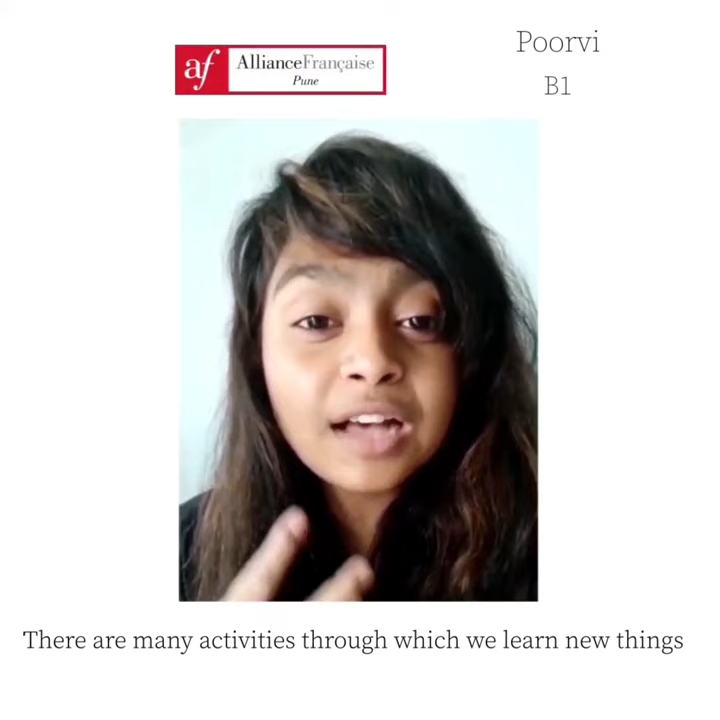 af AllianceFrançaise
Pune
Poorvi
B1
There are many activities through which we learn new things